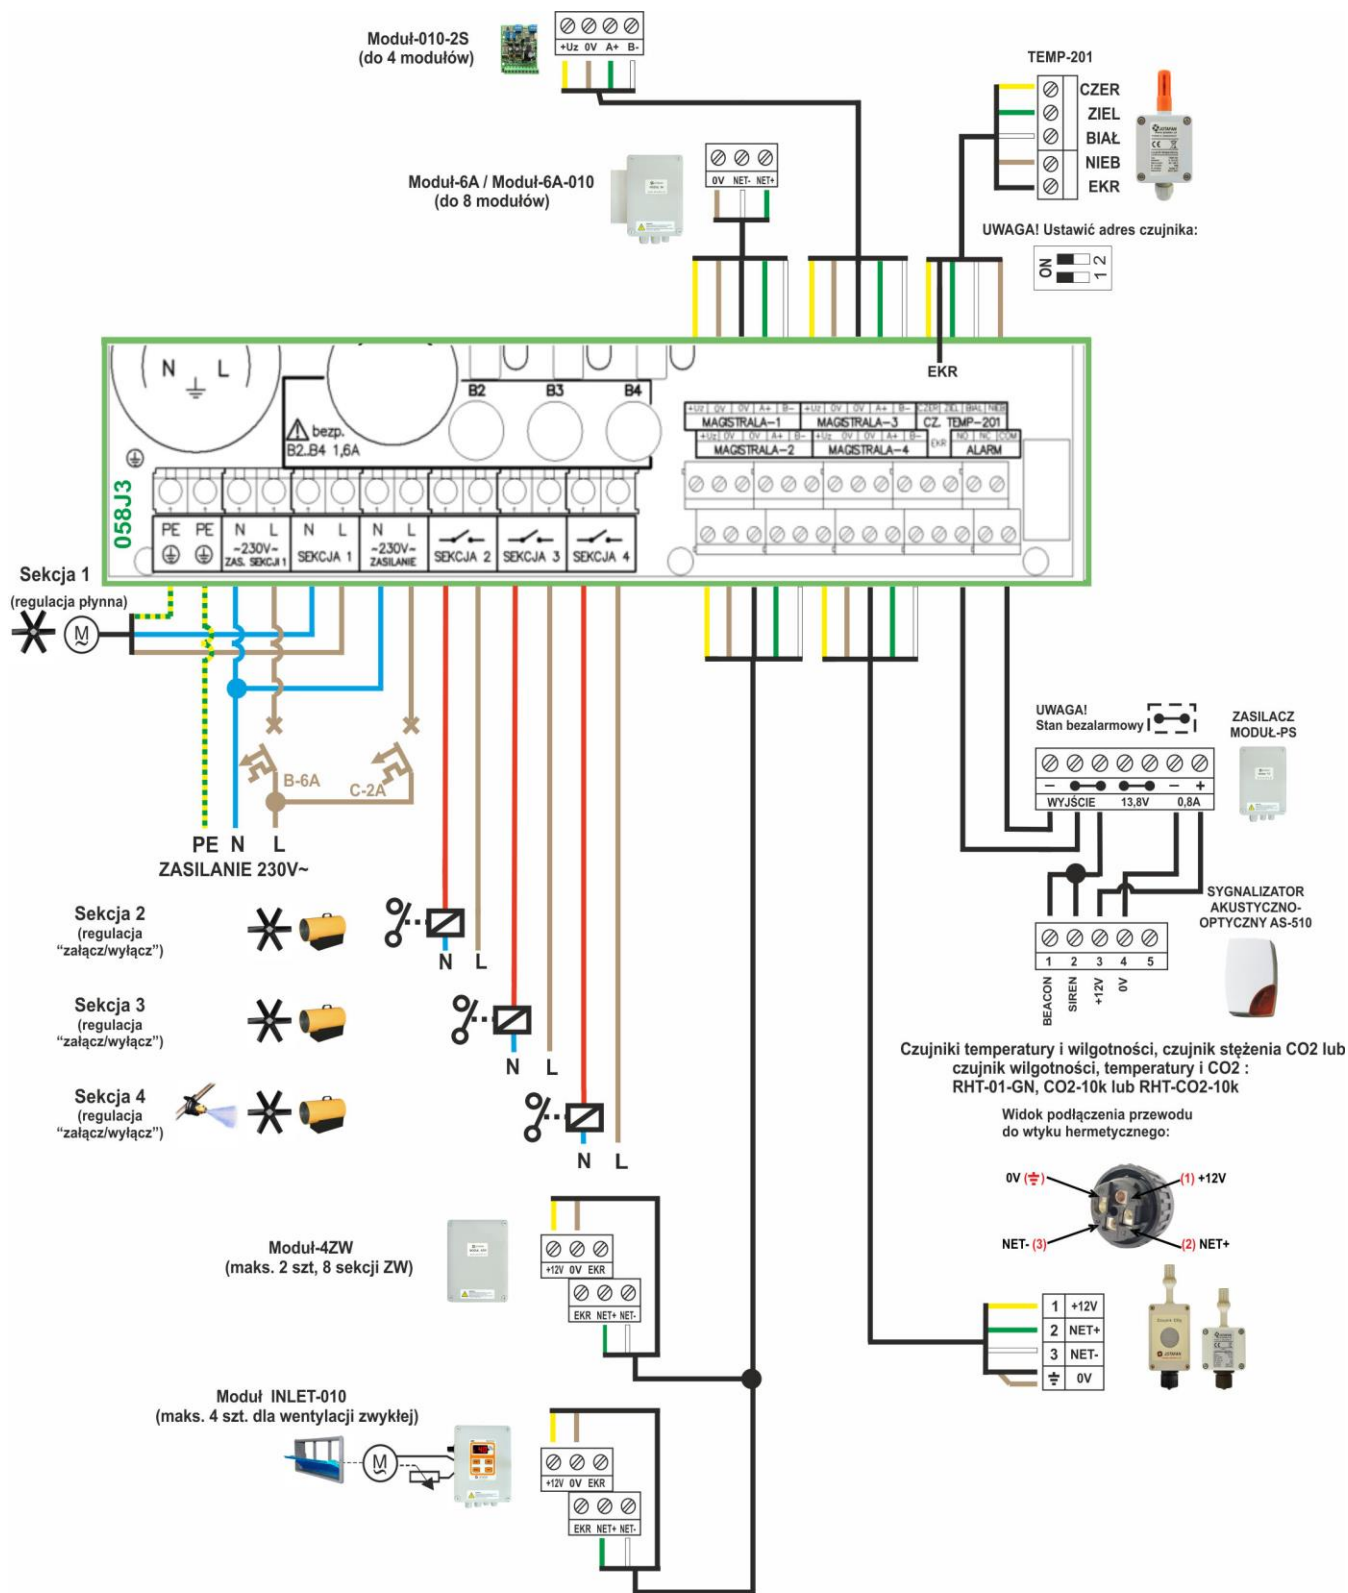 Moduł-010-2S
(do 4 modułów)
+Uz 0V A+ B-
TEMP-201
CZER
ZIEL
BIAŁ
NIEB
EKR
Moduł-6A / Moduł-6A-010
(do 8 modułów)
0V NET- NET+
UWAGA! Ustawić adres czujnika:
ON
1 2
EKR
N L
B2 B3 B4
bezp.
B2..B4 1,6A
+Uz 0V 0V A+ B- +Uz 0V 0V A+ B- CZER ZIEL BIAL NIEB
MAGISTRALA-1 MAGISTRALA-3 CZ. TEMP-201
+Uz 0V 0V A+ B- +Uz 0V 0V A+ B- EKR NO NC COM
MAGISTRALA-2 MAGISTRALA-4 ALARM
058J3
PE PE N L N L N L
~230V~ SEKCJA 1 ~230V~ SEKCJA 2 SEKCJA 3 SEKCJA 4
ZAS. SEKCJI 1 ZASILANIE
Sekcja 1
(regulacja płynna)
M
~
B-6A
C-2A
PE N L
ZASILANIE 230V~
UWAGA!
Stan bezalarmowy
ZASILACZ
MODUŁ-PS
− − +
WYJŚCIE 13,8V 0,8A
SYGNALIZATOR
AKUSTYCZNO-
OPTYCZNY AS-510
1 2 3 4 5
BEACON
SIREN
+12V
0V
Sekcja 2
(regulacja
“załącz/wyłącz”)
N L
Sekcja 3
(regulacja
“załącz/wyłącz”)
N L
Sekcja 4
(regulacja
“załącz/wyłącz”)
N L
Czujniki temperatury i wilgotności, czujnik stężenia CO2 lub
czujnik wilgotności, temperatury i CO2 :
RHT-01-GN, CO2-10k lub RHT-CO2-10k
Widok podłączenia przewodu
do wtyku hermetycznego:
0V (⏚)
(1) +12V
NET- (3)
(2) NET+
1 +12V
2 NET+
3 NET-
⏚ 0V
Moduł-4ZW
(maks. 2 szt, 8 sekcji ZW)
+12V 0V EKR
EKR NET+ NET-
Moduł INLET-010
(maks. 4 szt. dla wentylacji zwykłej)
M
~
+12V 0V EKR
EKR NET+ NET-